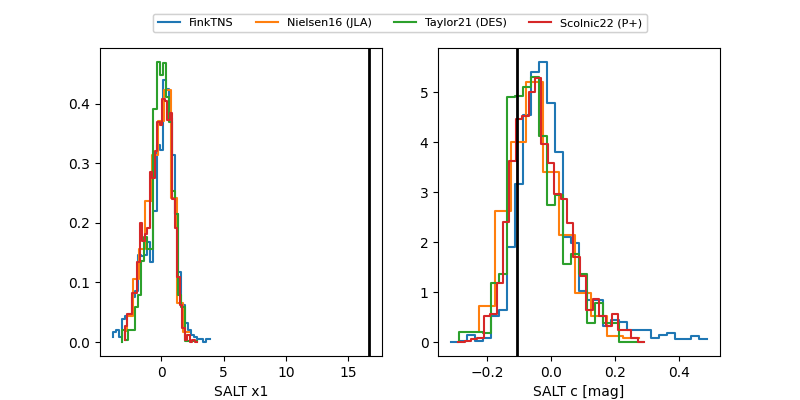 FinkTNS Nielsen16 (JLA) Taylor21 (DES) Scolnic22 (P+)
0.4
0.3
0.2
0.1
0.0
0 5 10 15
SALT x1
5
4
3
2
1
0
−0.2 0.0 0.2 0.4
SALT c [mag]